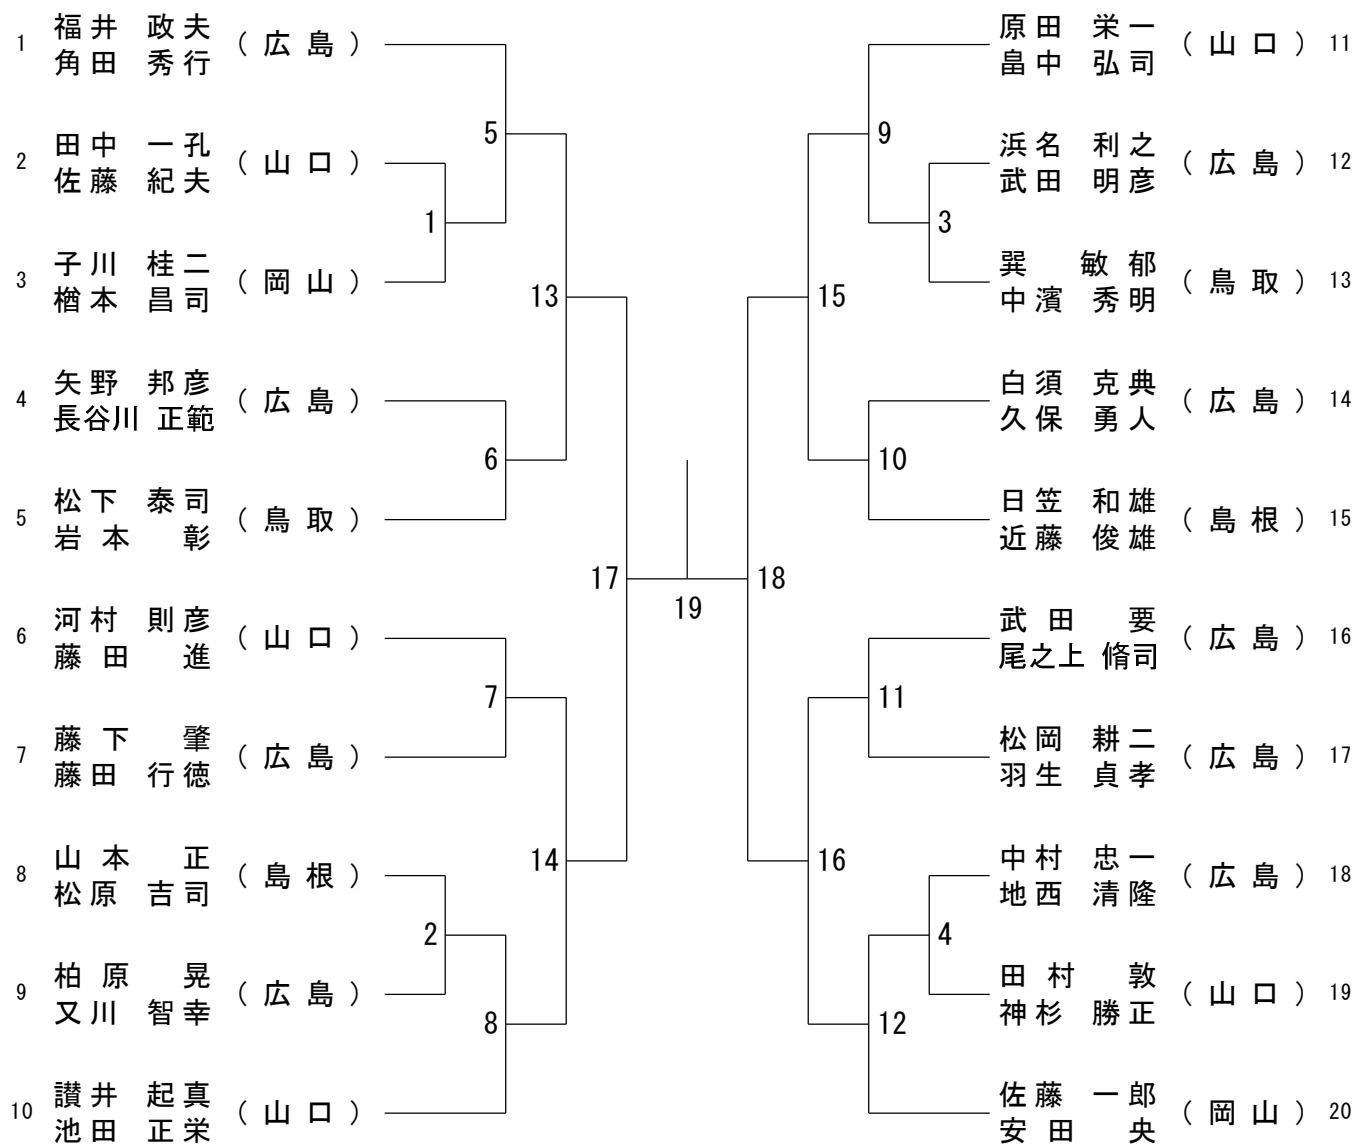 1 福井 政夫 角田 秀行 (広島)
2 田中 一孔 佐藤 紀夫 (山口)
3 子川 桂二 楢本 昌司 (岡山)
4 矢野 邦彦 長谷川 正範 (広島)
5 松下 泰司 岩本 彰 (鳥取)
6 河村 則彦 藤田 進 (山口)
7 藤下 肇 藤田 行徳 (広島)
8 山本 正 松原 吉司 (島根)
9 柏原 晃 又川 智幸 (広島)
10 讃井 起真 池田 正栄 (山口)
5
1
13
6
17
7
14
2
8
19
9
3
15
10
18
11
16
4
12
原田 栄一 畠中 弘司 (山口) 11
浜名 利之 武田 明彦 (広島) 12
巽 敏郁 中濱 秀明 (鳥取) 13
白須 克典 久保 勇人 (広島) 14
日笠 和雄 近藤 俊雄 (島根) 15
武田 要 尾之上 脩司 (広島) 16
松岡 耕二 羽生 貞孝 (広島) 17
中村 忠一 地西 清隆 (広島) 18
田村 敦 神杉 勝正 (山口) 19
佐藤 一郎 安田 央 (岡山) 20